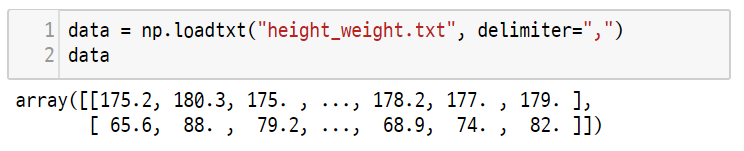 1 data = np.loadtxt("height_weight.txt", delimiter=",")
2 data
array([[175.2, 180.3, 175. , ..., 178.2, 177. , 179. ],
[ 65.6, 88. , 79.2, ..., 68.9, 74. , 82. ]])